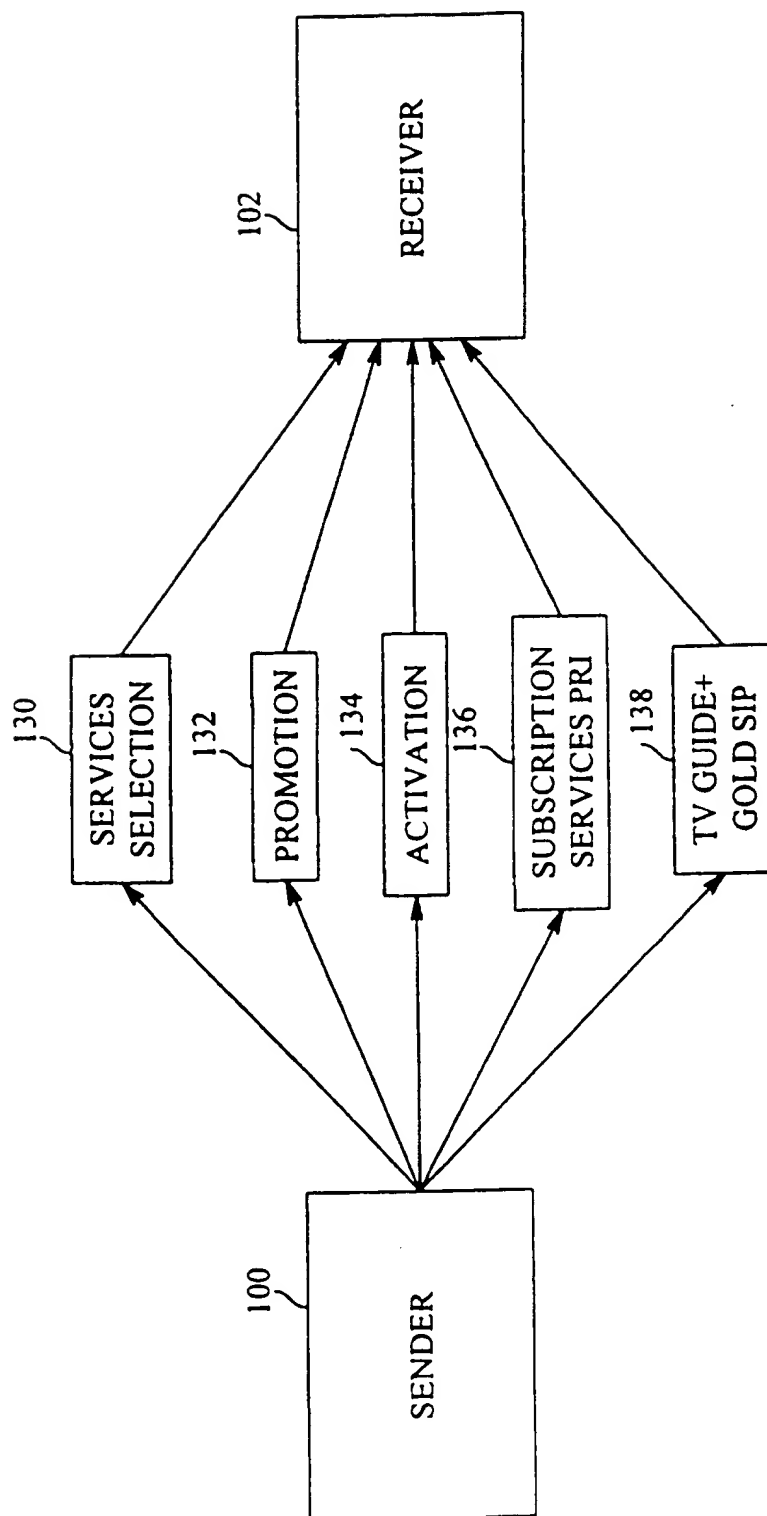 100
SENDER
130
SERVICES
SELECTION
132
PROMOTION
134
ACTIVATION
136
SUBSCRIPTION
SERVICES PRI
138
TV GUIDE+
GOLD SIP
102
RECEIVER